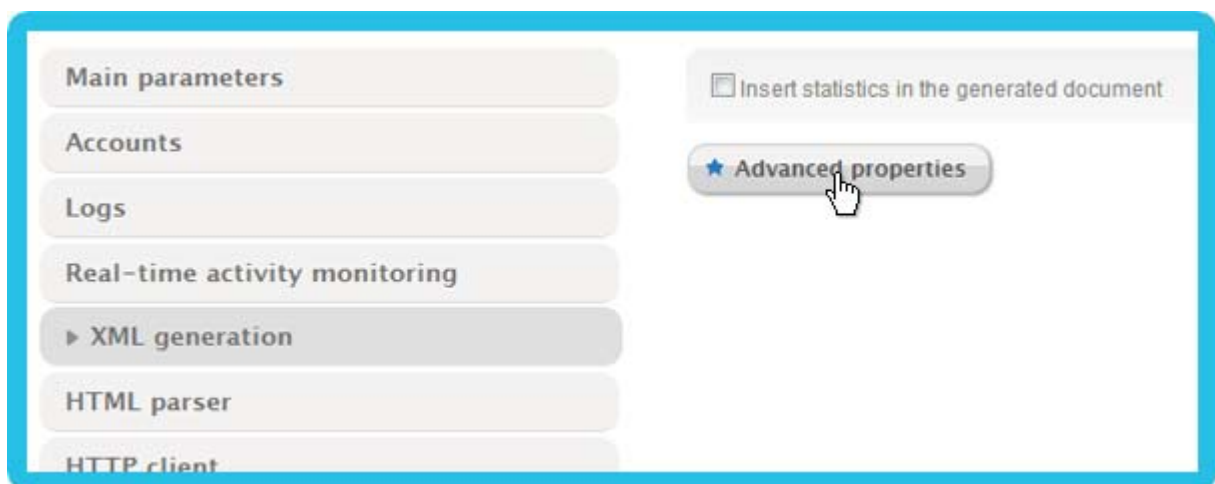 Main parameters
Accounts
Logs
Real-time activity monitoring
XML generation
HTML parser
HTTP client
Insert statistics in the generated document
Advanced properties